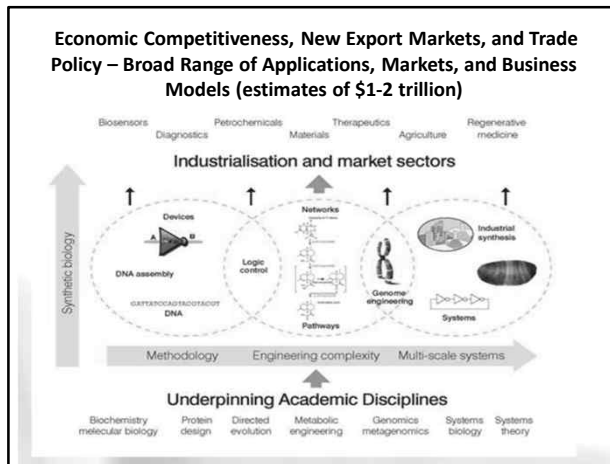 Economic Competitiveness, New Export Markets, and Trade
Policy – Broad Range of Applications, Markets, and Business
Models (estimates of $1-2 trillion)
Biosensors Petrochemicals Therapeutics Regenerative
medicine
Diagnostics Materials Agriculture
Industrialisation and market sectors
Synthetic biology
Devices
A B
DNA assembly
GATTATCCAGTACGTACGT
DNA
Logic
control
Networks
Pathways
Genome
engineering
Industrial
synthesis
Systems
Methodology Engineering complexity Multi-scale systems
Underpinning Academic Disciplines
Biochemistry
molecular biology
Protein
design
Directed
evolution
Metabolic
engineering
Genomics
metagenomics
Systems
biology
Systems
theory